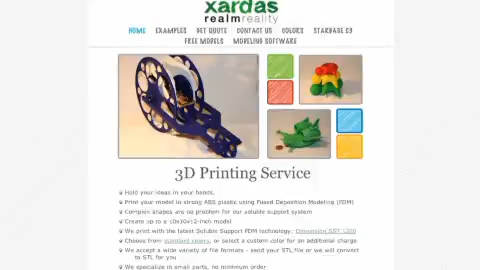 xardas
realmreality
HOME EXAMPLES GET QUOTE CONTACT US COLORS STARBASE C3
FREE MODELS MODELING SOFTWARE
3D Printing Service
Hold your ideas in your hands.
Print your model in strong ABS plastic using Fused Deposition Modeling (FDM)
Complex shapes are no problem for our soluble support system
Create up to a 10x10x12-inch model
We print with the latest Soluble Support FDM technology: Dimension SST 1200
Choose from standard colors, or select a custom color for an additional charge
We accept a wide variety of file formats - send your STL file or we will convert
to STL for you
We specialize in small parts, no minimum order